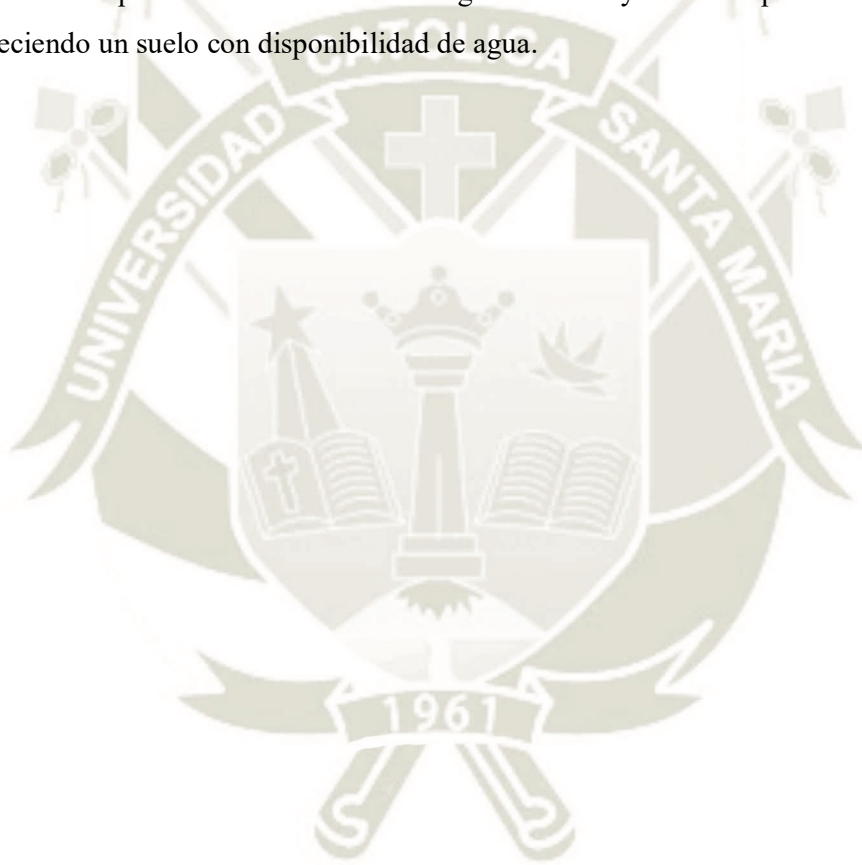 eciendo un suelo con disponibilidad de agua.
CATOLICA
UNIVERSIDAD
SANTA MARIA
1961